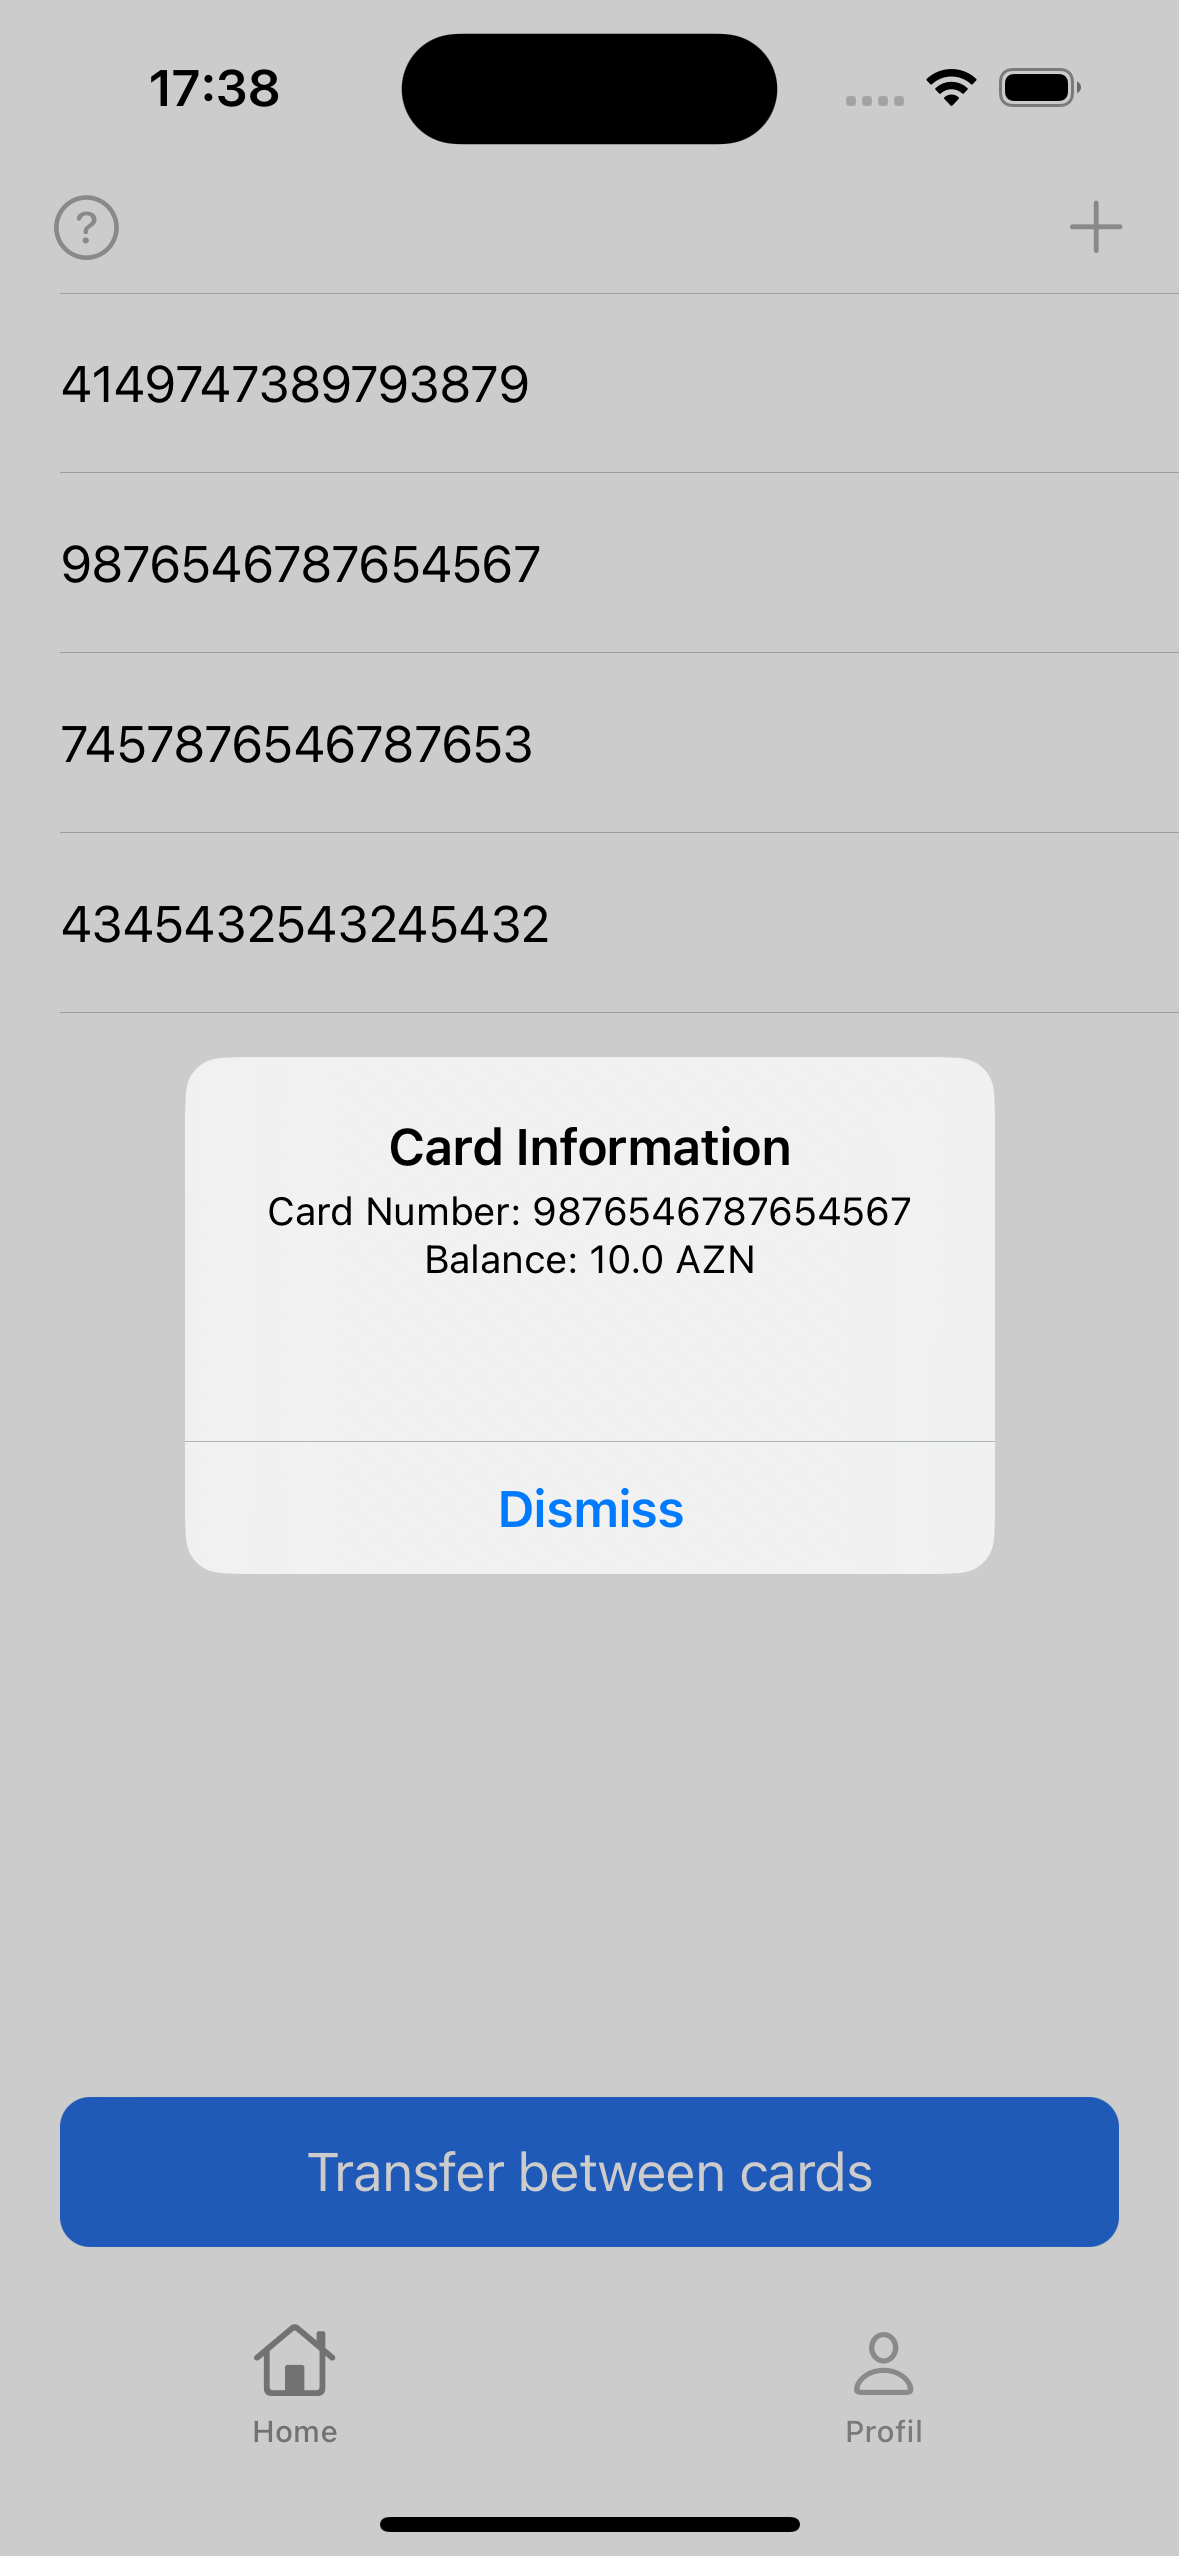 17:38
4149747389793879
9876546787654567
7457876546787653
4345432543245432
Card Information
Card Number: 9876546787654567
Balance: 10.0 AZN
Dismiss
Transfer between cards
Home
Profil